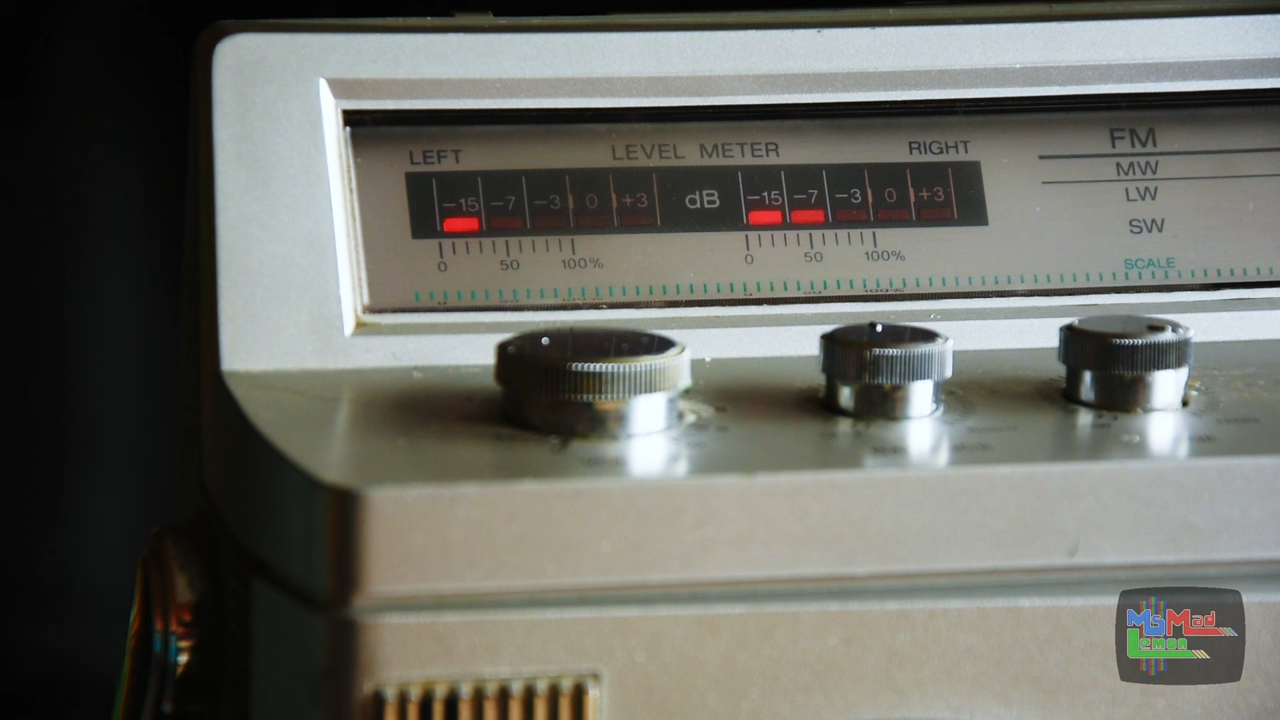 LEFT LEVEL METER RIGHT
−15 −7 −3 0 +3 dB −15 −7 −3 0 +3
0 50 100% 0 50 100%
FM
MW
LW
SW
SCALE
MsMad
Lemon